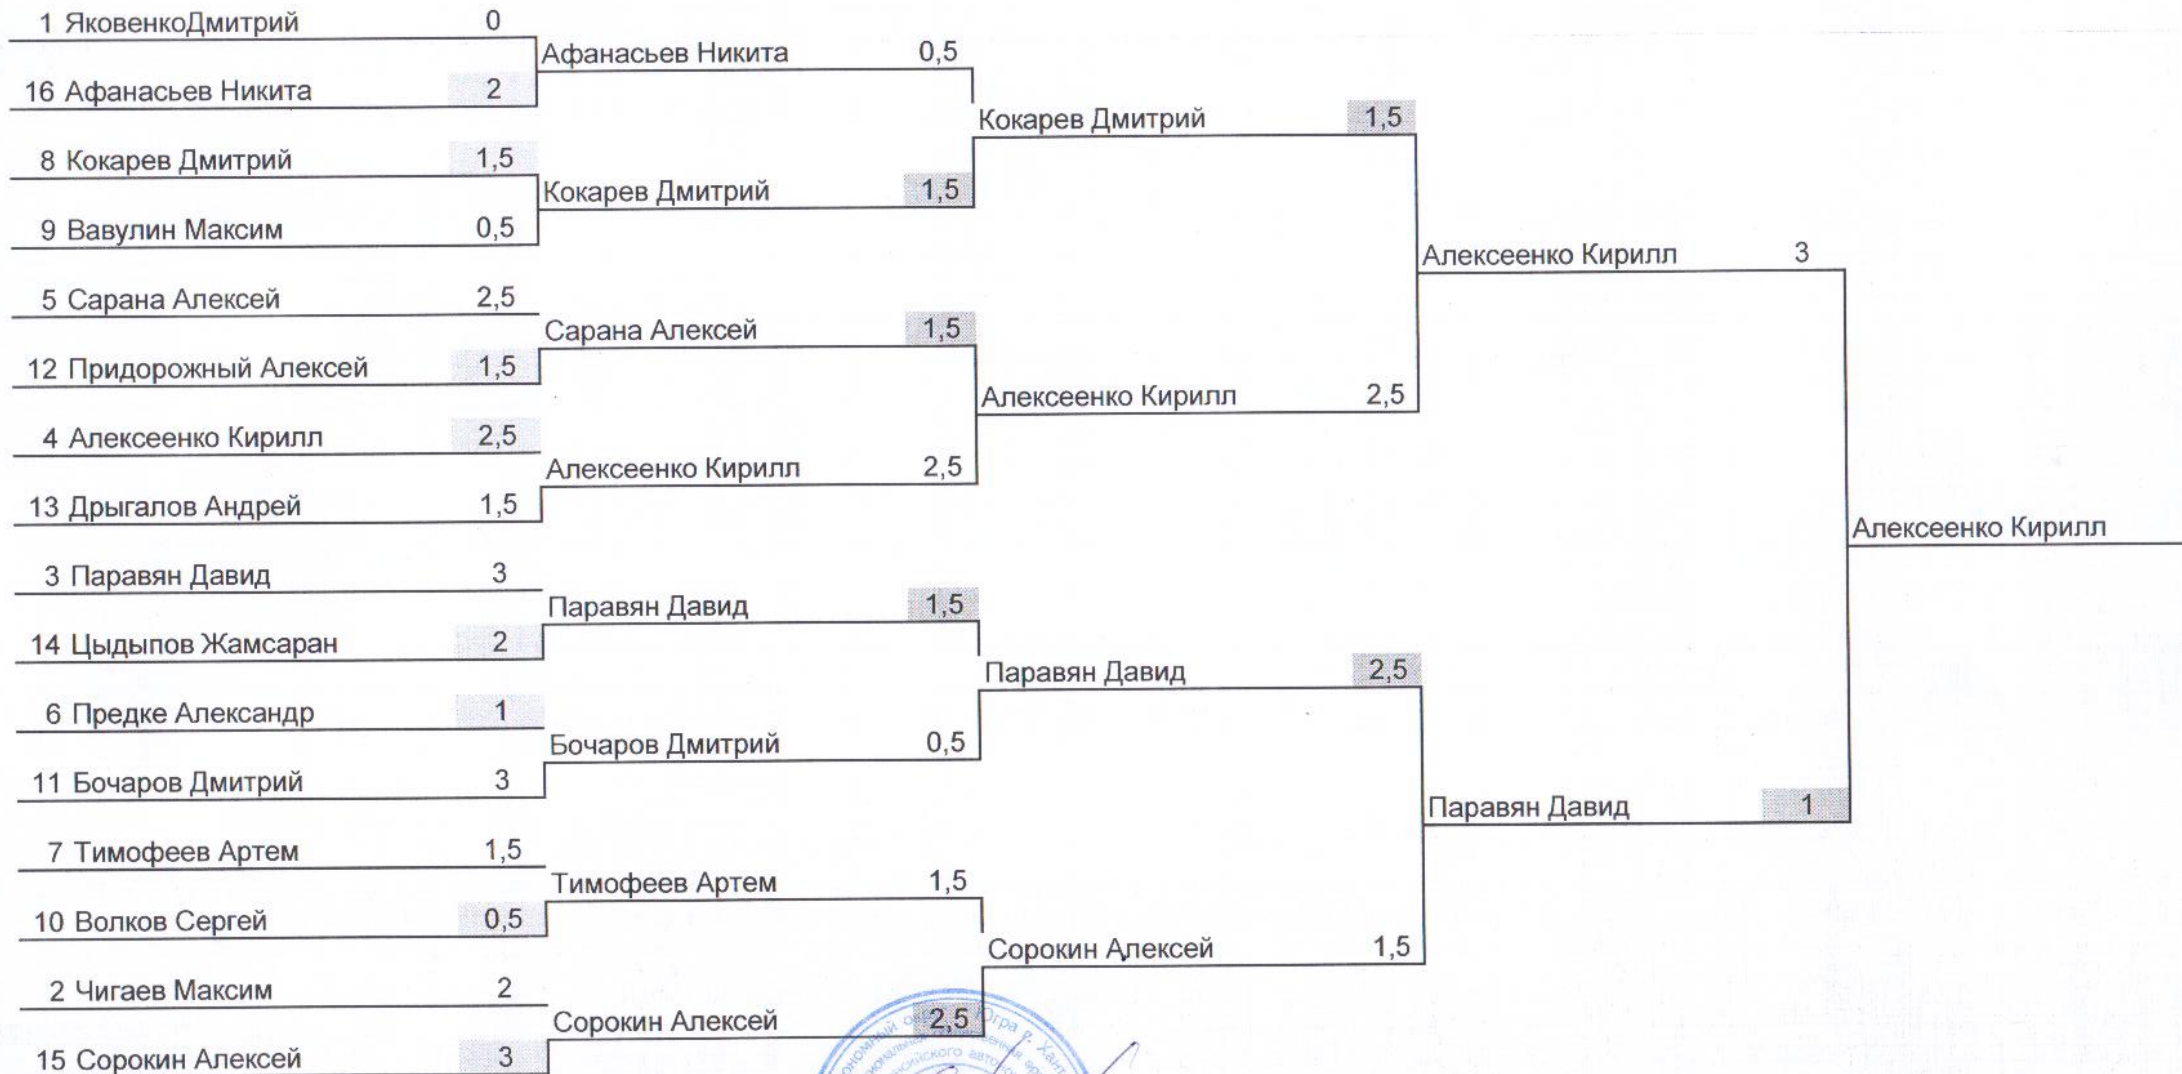 1 ЯковенкоДмитрий 0
Афанасьев Никита 0,5
16 Афанасьев Никита 2
Кокарев Дмитрий 1,5
8 Кокарев Дмитрий 1,5
Кокарев Дмитрий 1,5
9 Вавулин Максим 0,5
Алексеенко Кирилл 3
5 Сарана Алексей 2,5
Сарана Алексей 1,5
12 Придорожный Алексей 1,5
Алексеенко Кирилл 2,5
4 Алексеенко Кирилл 2,5
Алексеенко Кирилл 2,5
13 Дрыгалов Андрей 1,5
Алексеенко Кирилл
3 Паравян Давид 3
Паравян Давид 1,5
14 Цыдыпов Жамсаран 2
Паравян Давид 2,5
6 Предке Александр 1
Бочаров Дмитрий 0,5
11 Бочаров Дмитрий 3
Паравян Давид 1
7 Тимофеев Артем 1,5
Тимофеев Артем 1,5
10 Волков Сергей 0,5
Сорокин Алексей 1,5
2 Чигаев Максим 2
Сорокин Алексей 2,5
15 Сорокин Алексей 3
Югра г.